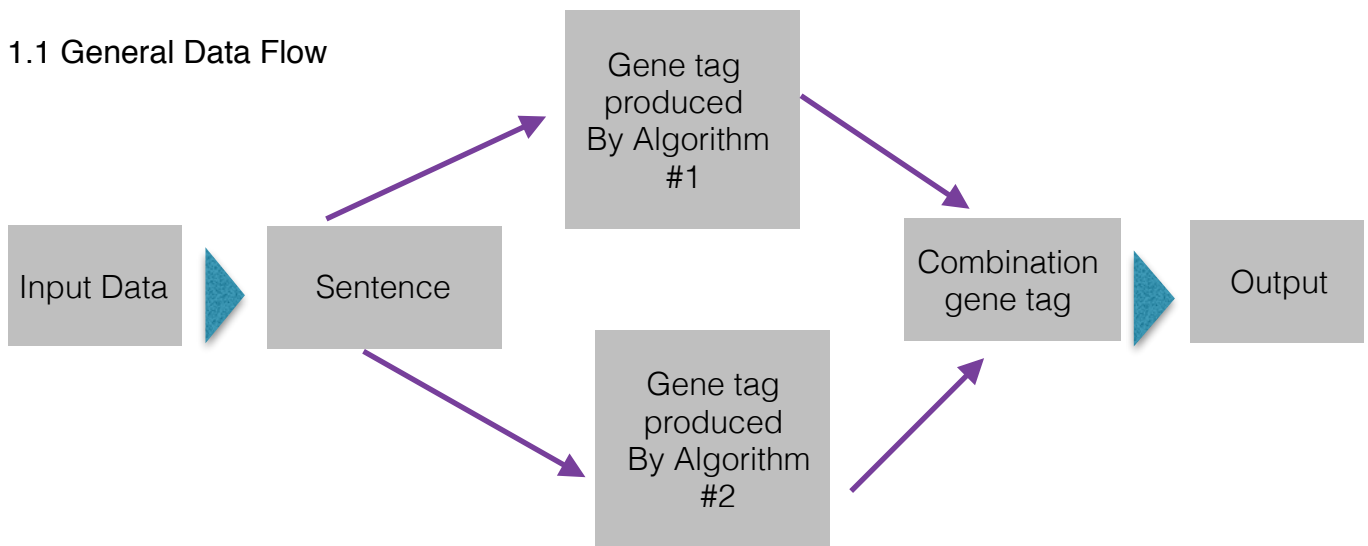 1.1 General Data Flow
Gene tag
produced
By Algorithm
#1
Input Data
Sentence
Combination
gene tag
Output
Gene tag
produced
By Algorithm
#2